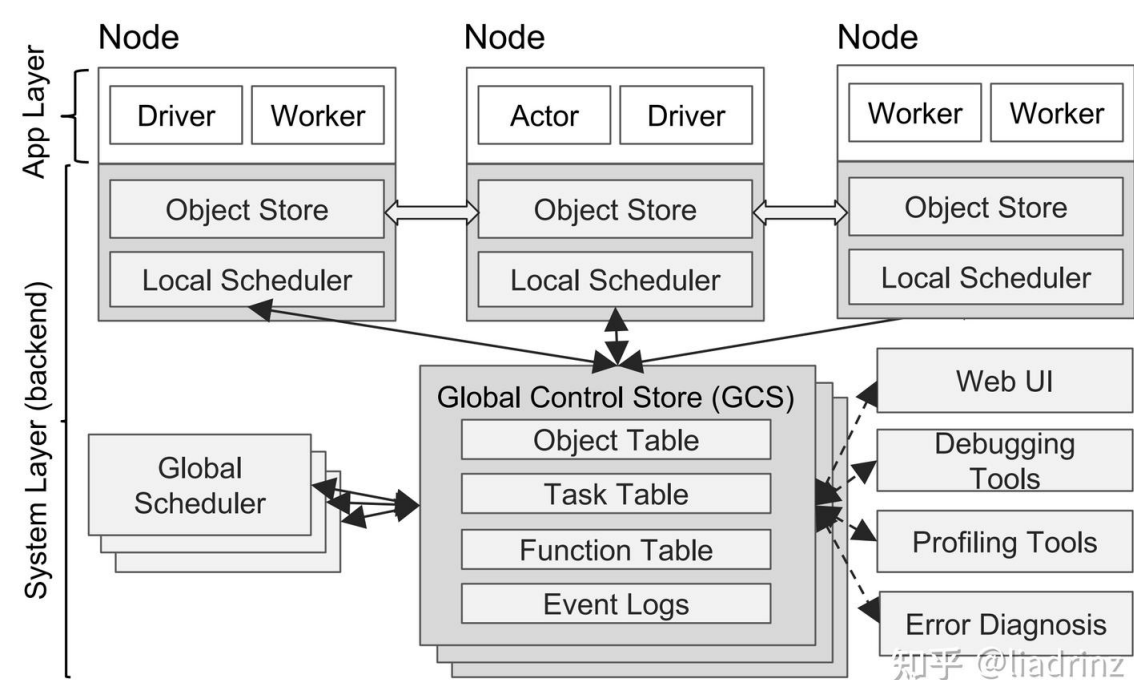 Node
Node
Node
App Layer
Driver
Worker
Actor
Driver
Worker
Worker
Object Store
Object Store
Object Store
Local Scheduler
Local Scheduler
Local Scheduler
System Layer (backend)
Global Control Store (GCS)
Object Table
Task Table
Function Table
Event Logs
Global
Scheduler
Web UI
Debugging
Tools
Profiling Tools
Error Diagnosis
知乎 @liadrinz